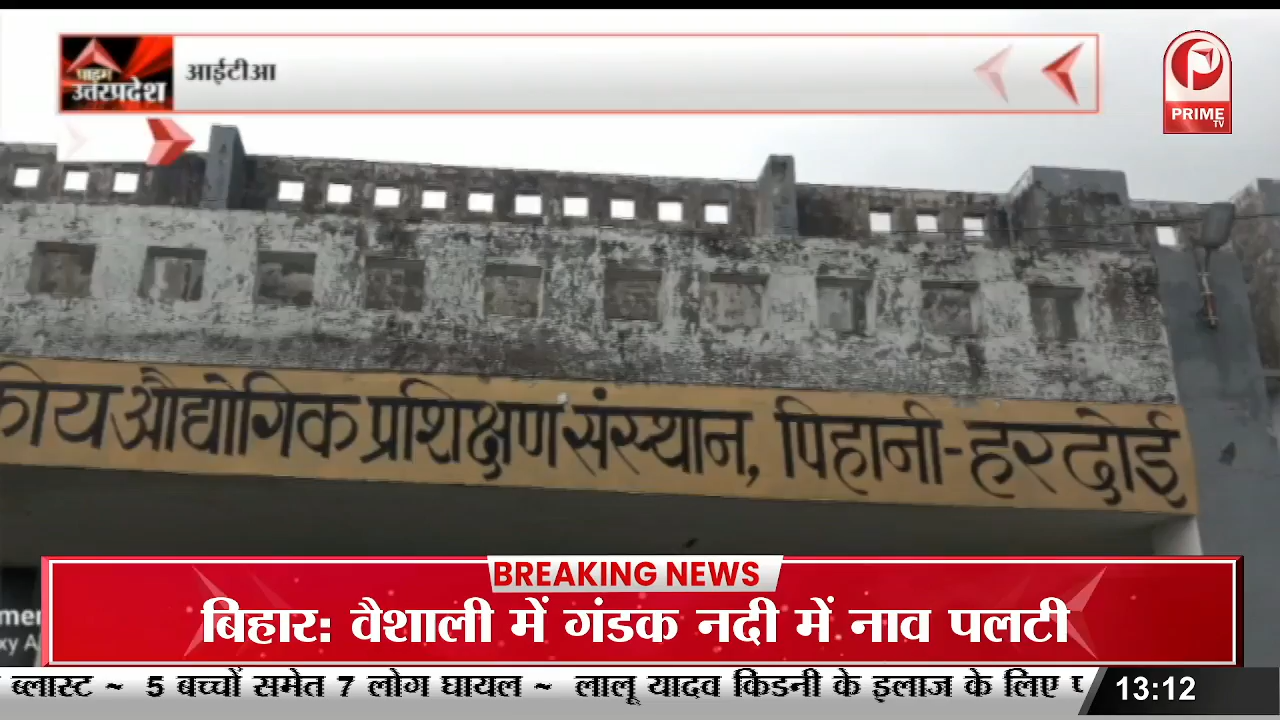 प्राइम
उत्तरप्रदेश
आईटीआ
PRIME
TV
कीय औद्योगिक प्रशिक्षण संस्थान, पिहानी-हरदोई
BREAKING NEWS
बिहार: वैशाली में गंडक नदी में नाव पलटी
ब्लास्ट ~ 5 बच्चों समेत 7 लोग घायल ~ लालू यादव किडनी के इलाज के लिए
13:12